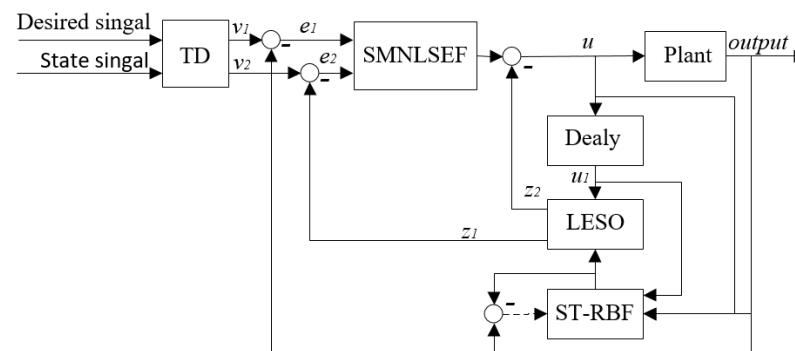 Desired singal
State singal
TD
v1
v2
e1
e2
SMNLSEF
u
Plant
output
Dealy
u1
z2
LESO
z1
ST-RBF
-
-
-
-